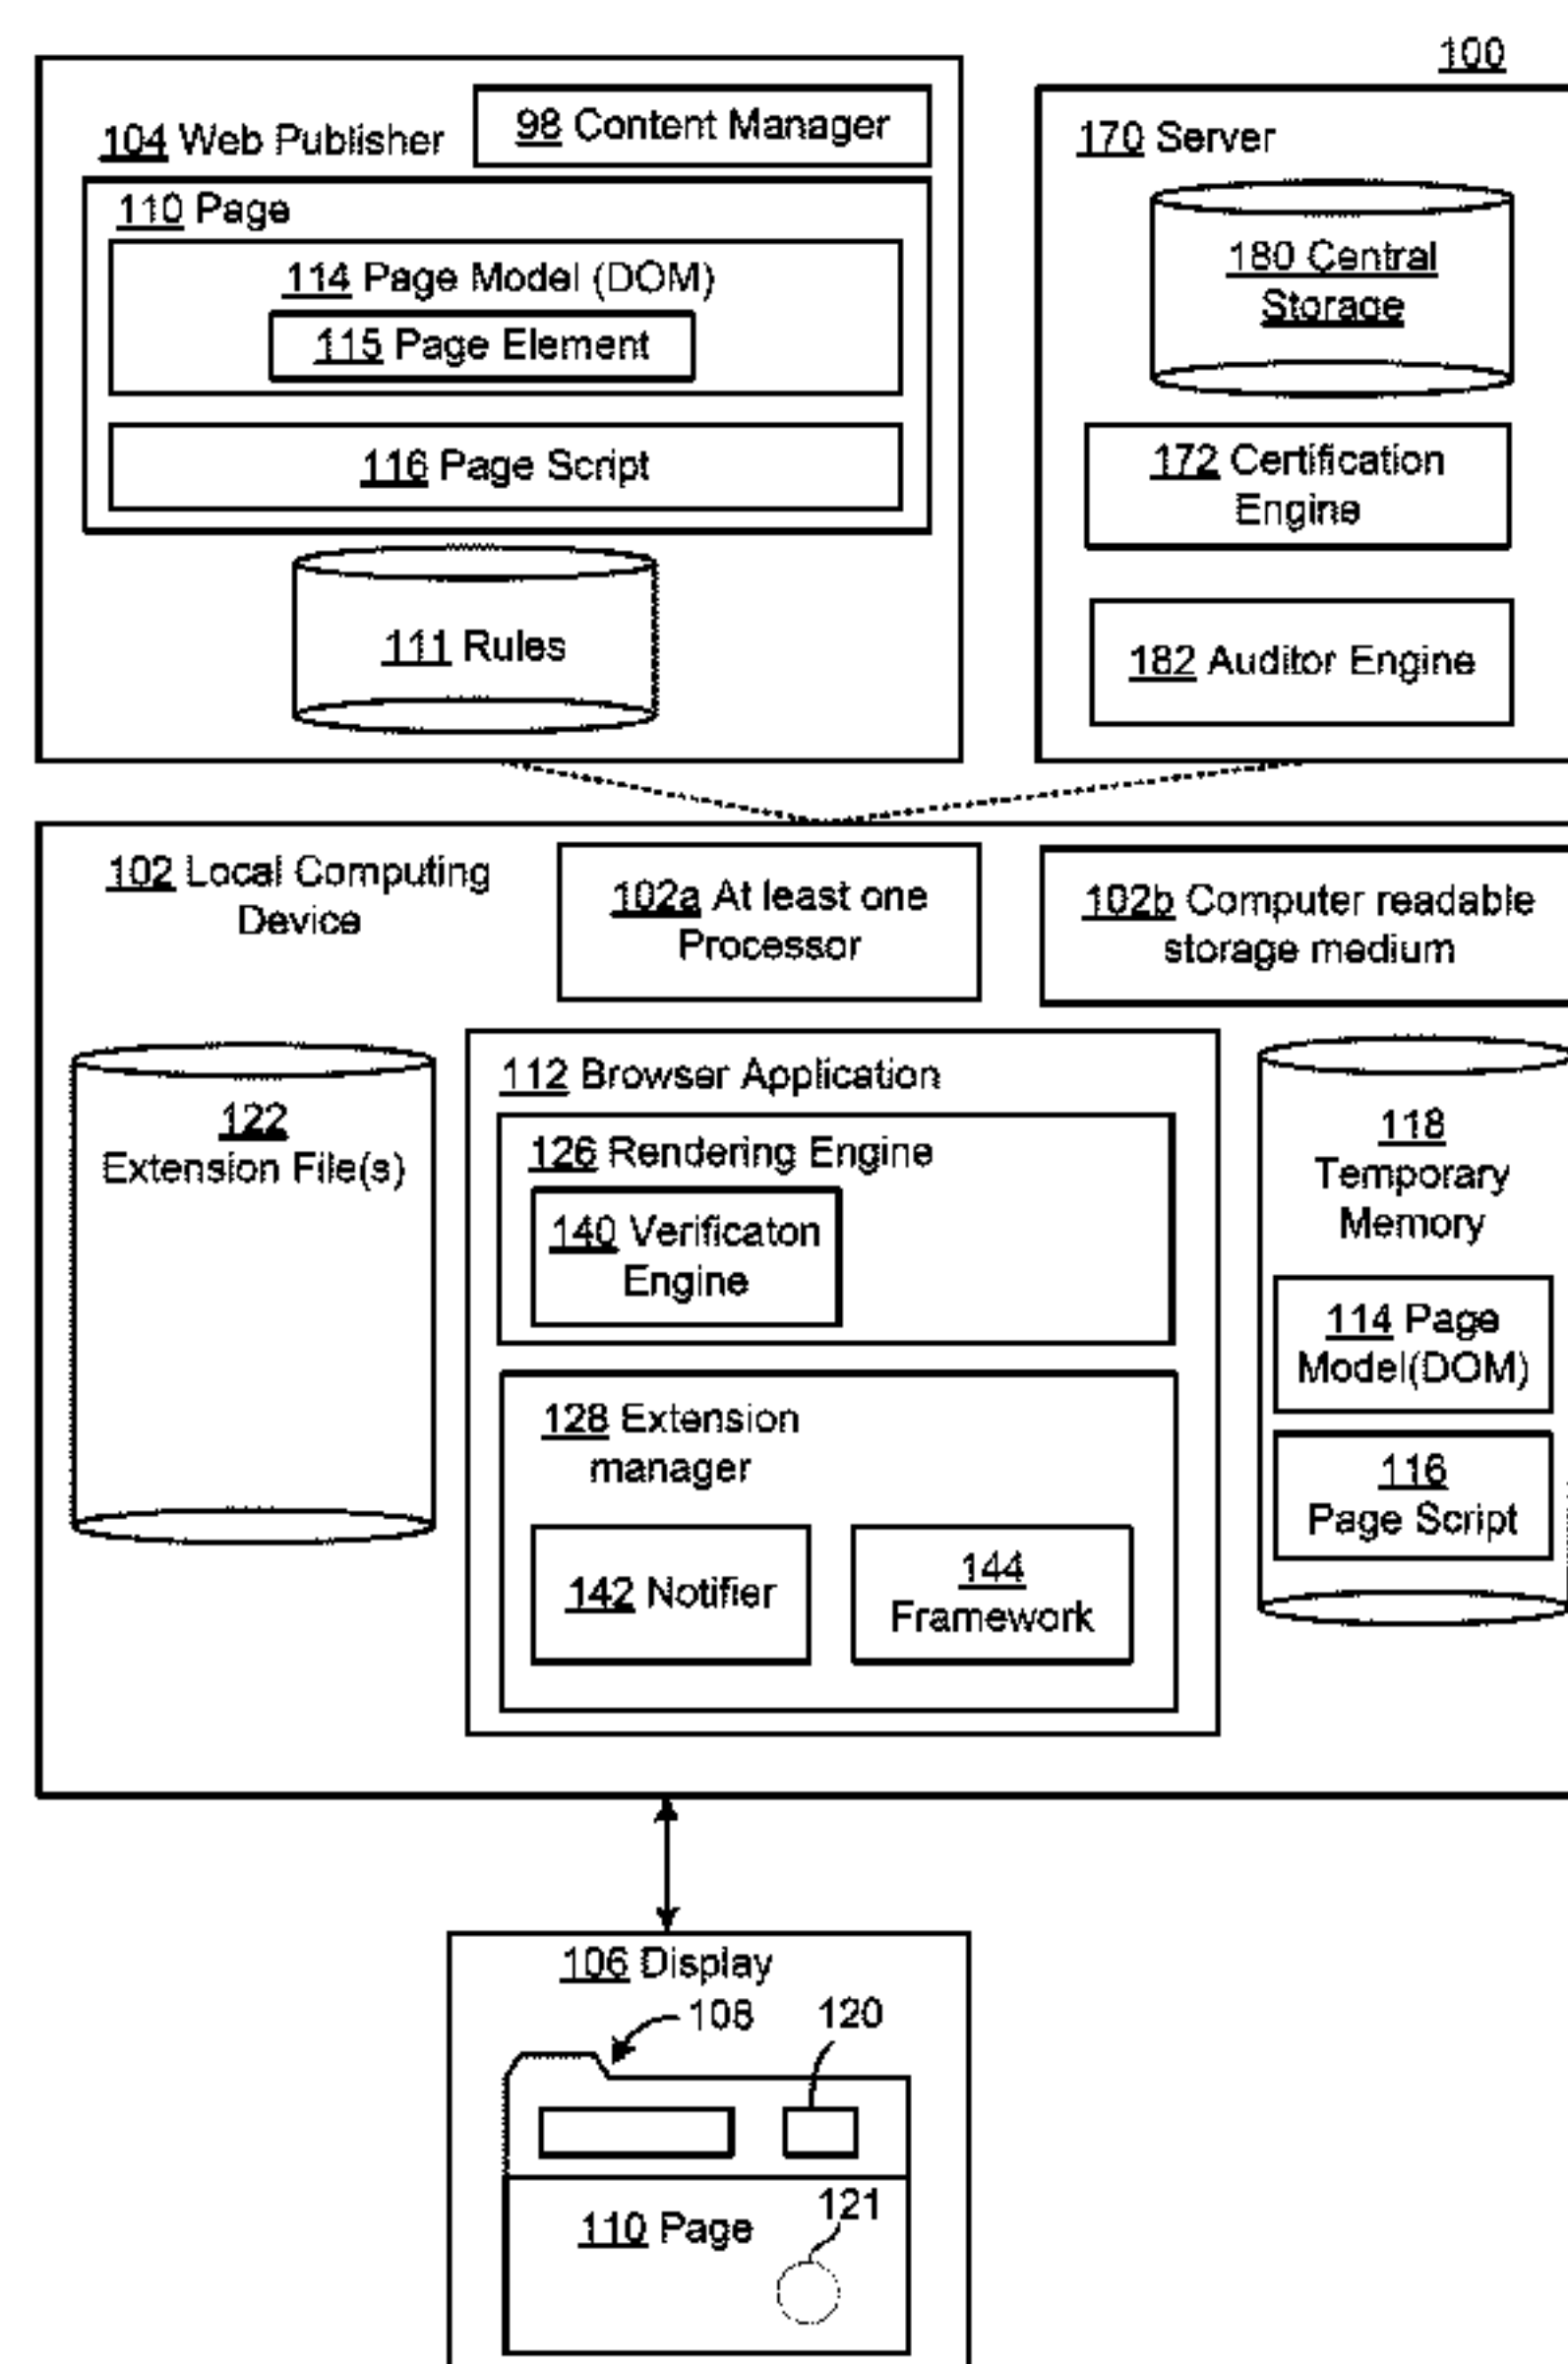 100
104 Web Publisher
98 Content Manager
110 Page
114 Page Model (DOM)
115 Page Element
116 Page Script
111 Rules
170 Server
180 Central
Storage
172 Certification
Engine
182 Auditor Engine
102 Local Computing
Device
102a At least one
Processor
102b Computer readable
storage medium
122
Extension File(s)
112 Browser Application
126 Rendering Engine
140 Verificaton
Engine
128 Extension
manager
142 Notifier
144
Framework
118
Temporary
Memory
114 Page
Model(DOM)
116
Page Script
106 Display
108
120
110 Page
121